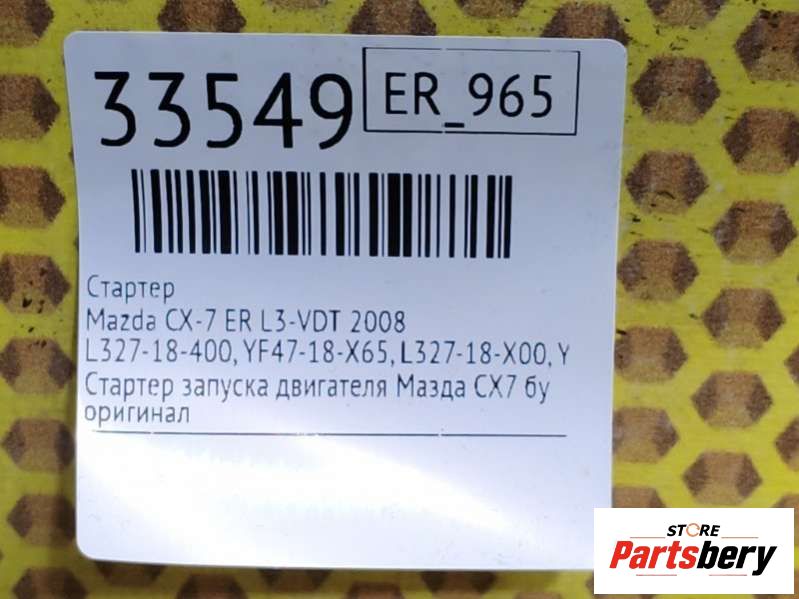 33549 ER_965
Стартер
Mazda CX-7 ER L3-VDT 2008
L327-18-400, YF47-18-X65, L327-18-X00, Y
Стартер запуска двигателя Мазда CX7 бу
оригинал
STORE
Partsbery